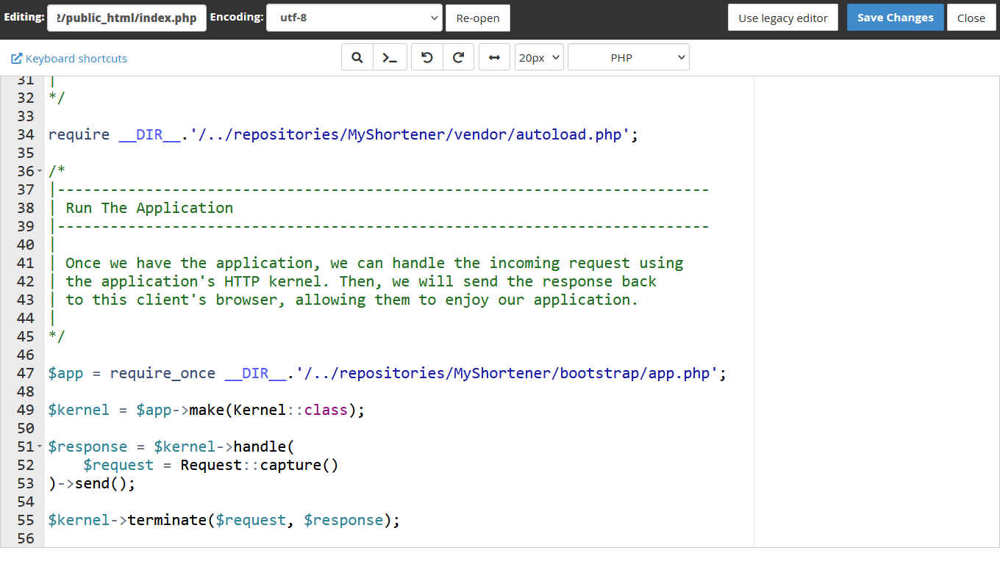 Editing: 2/public_html/index.php Encoding: utf-8 Re-open Use legacy editor Save Changes Close
Keyboard shortcuts 20px PHP
31 |
32 */
33
34 require __DIR__.'/../repositories/MyShortener/vendor/autoload.php';
35
36 /*
37 |--------------------------------------------------------------------------
38 | Run The Application
39 |--------------------------------------------------------------------------
40 |
41 | Once we have the application, we can handle the incoming request using
42 | the application's HTTP kernel. Then, we will send the response back
43 | to this client's browser, allowing them to enjoy our application.
44 |
45 */
46
47 $app = require_once __DIR__.'/../repositories/MyShortener/bootstrap/app.php';
48
49 $kernel = $app->make(Kernel::class);
50
51 $response = $kernel->handle(
52     $request = Request::capture()
53 )->send();
54
55 $kernel->terminate($request, $response);
56